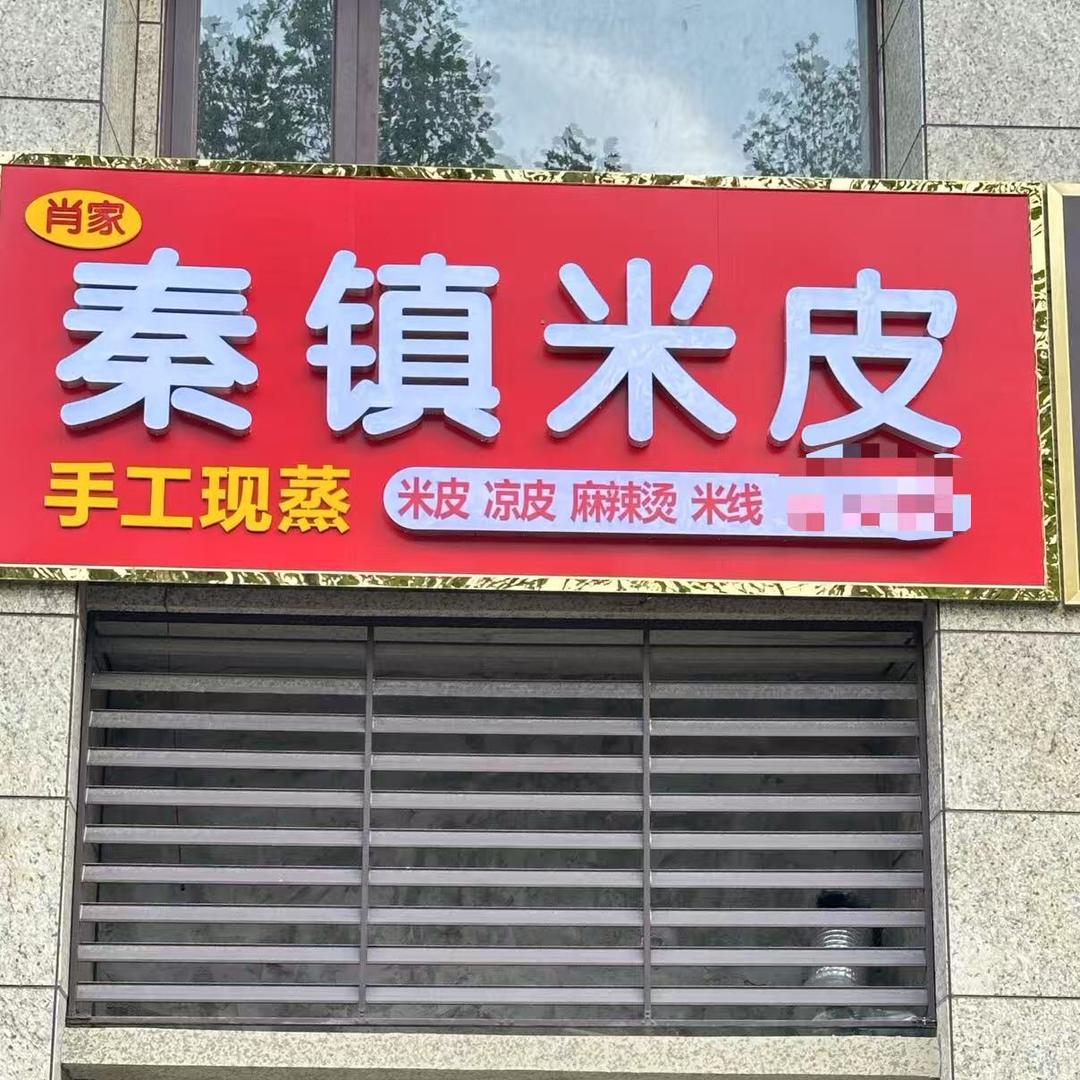 肖家
秦镇米皮
手工现蒸
米皮 凉皮 麻辣烫 米线